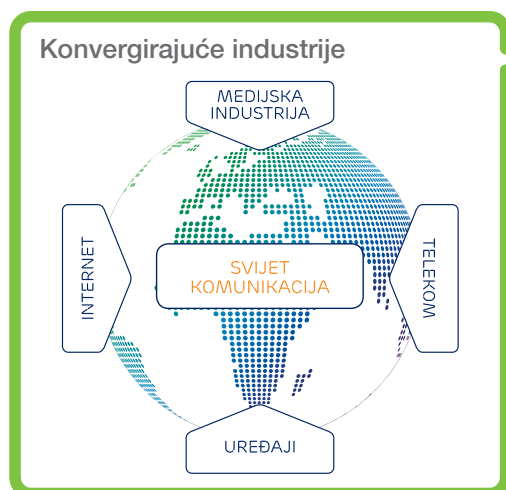 Konvergirajuće industrije
MEDIJSKA
INDUSTRIJA
INTERNET
SVIJET
KOMUNIKACIJA
TELEKOM
UREĐAJI